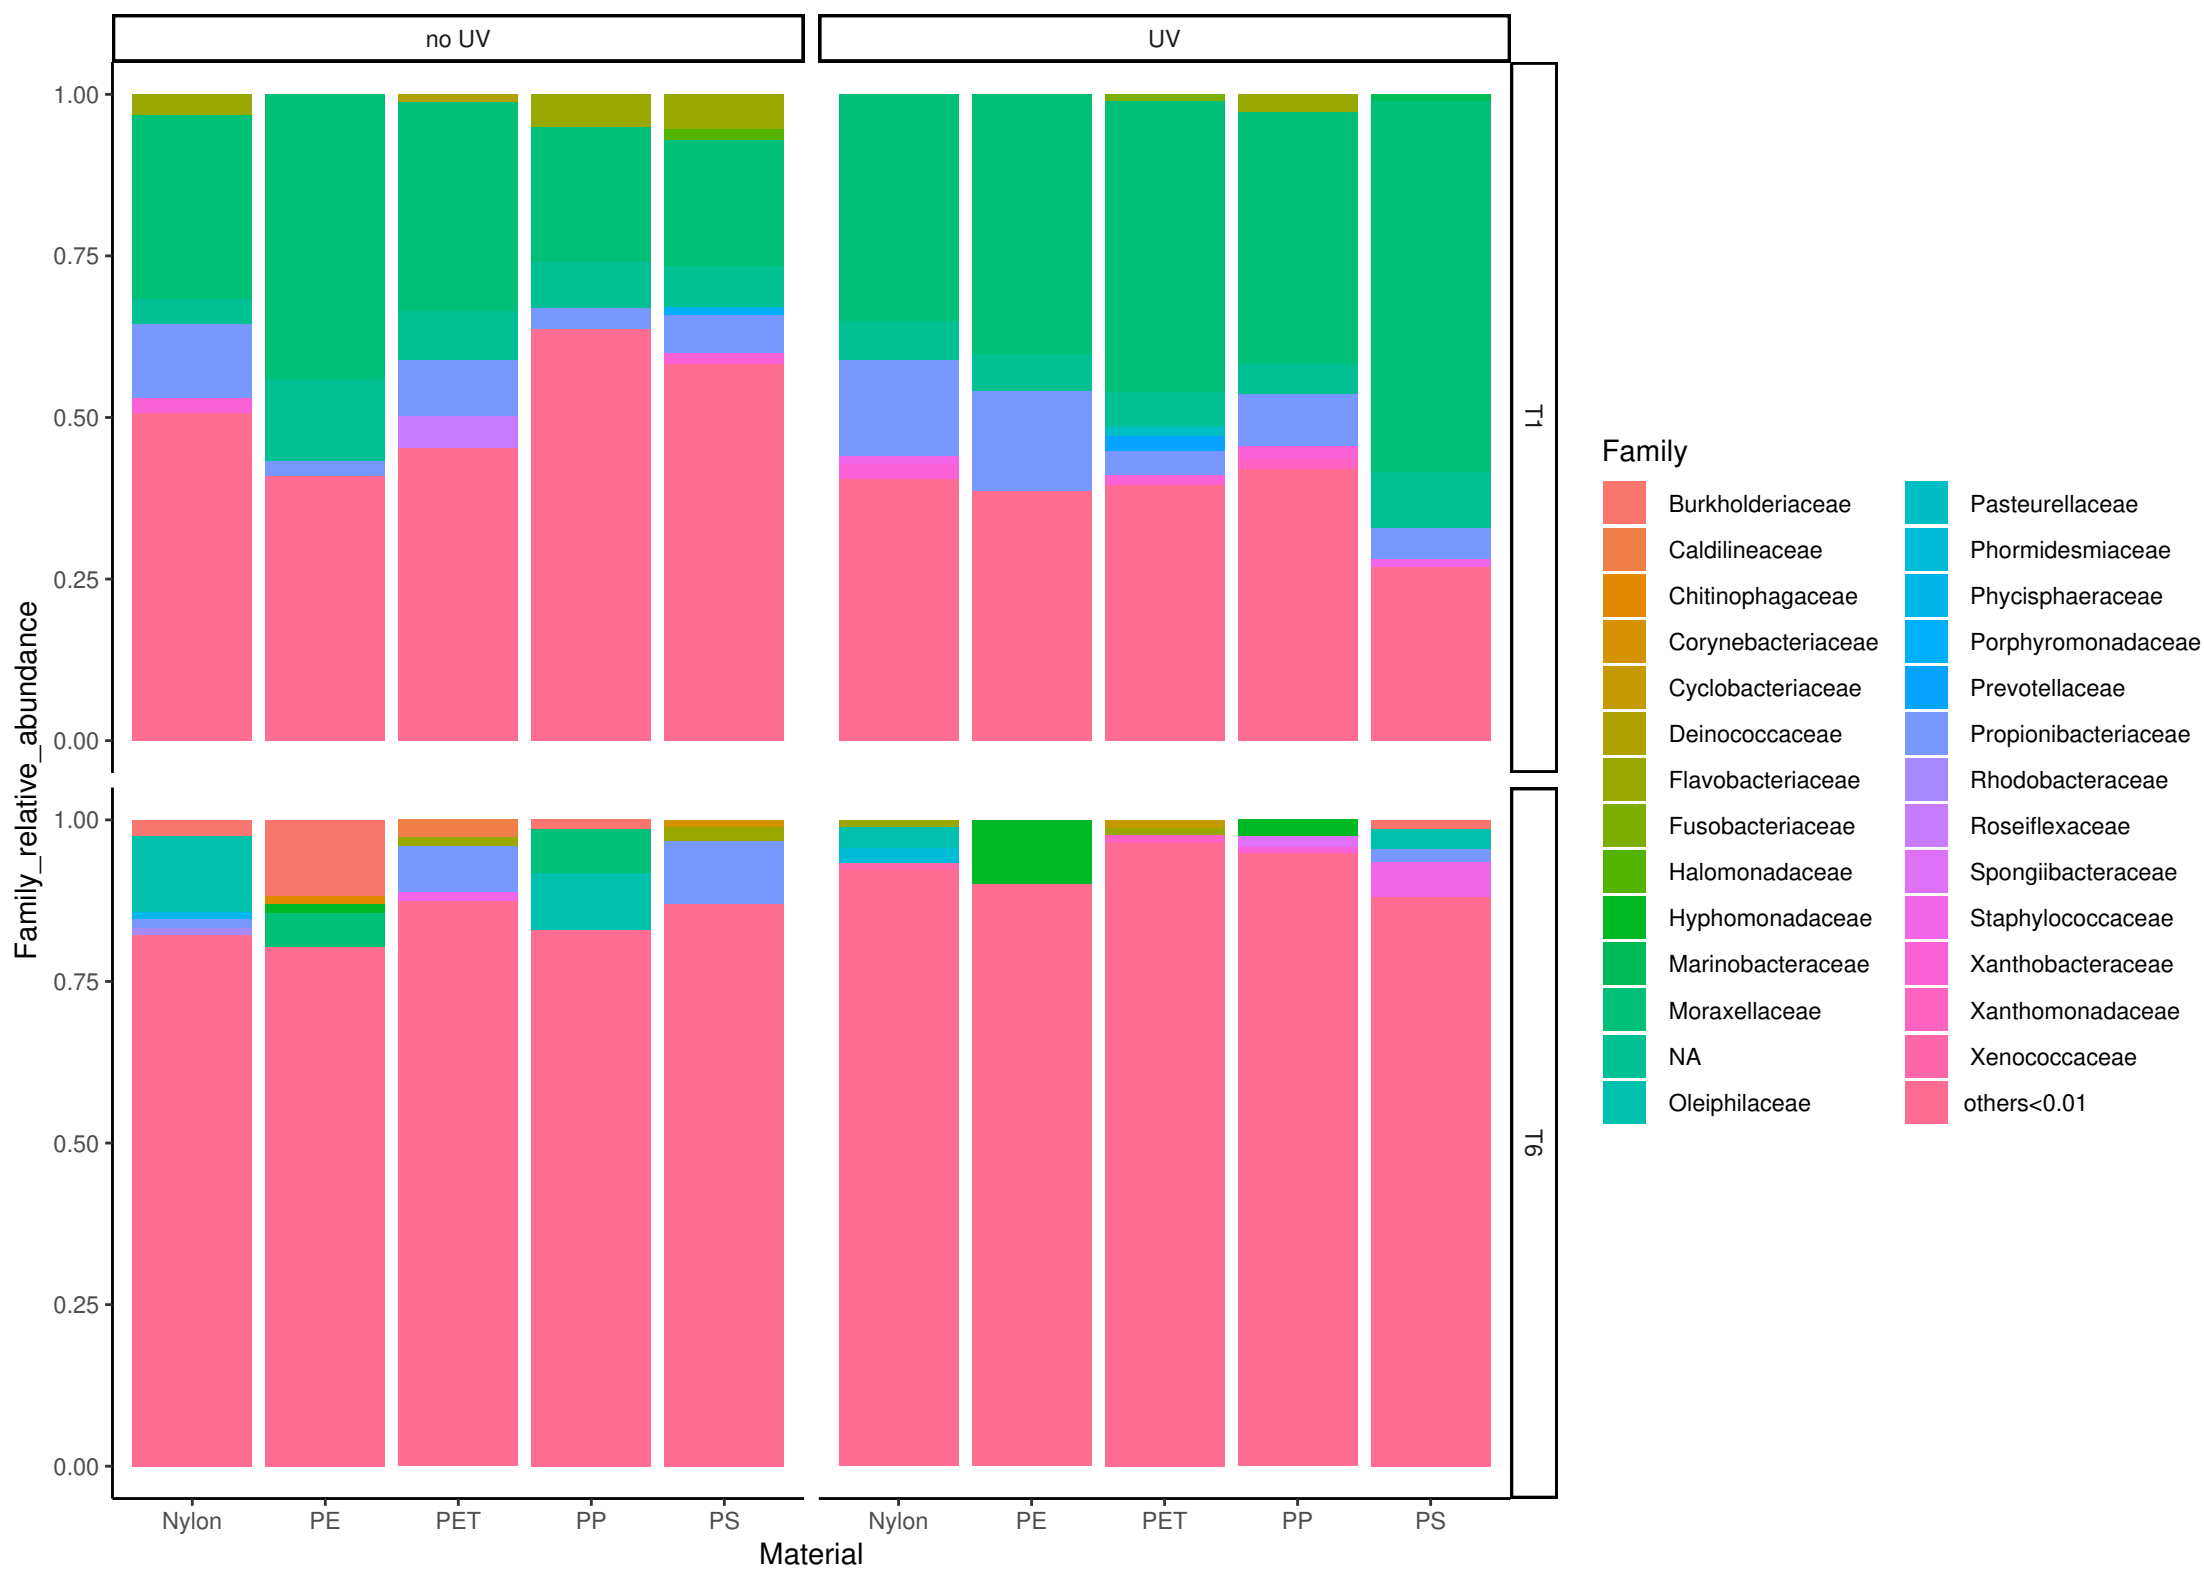 no UV
UV
1.00
0.75
0.50
0.25
0.00
T1
1.00
0.75
0.50
0.25
0.00
T6
Family_relative_abundance
Nylon
PE
PET
PP
PS
Nylon
PE
PET
PP
PS
Material
Family
Burkholderiaceae
Caldilineaceae
Chitinophagaceae
Corynebacteriaceae
Cyclobacteriaceae
Deinococcaceae
Flavobacteriaceae
Fusobacteriaceae
Halomonadaceae
Hyphomonadaceae
Marinobacteraceae
Moraxellaceae
NA
Oleiphilaceae
Pasteurellaceae
Phormidesmiaceae
Phycisphaeraceae
Porphyromonadaceae
Prevotellaceae
Propionibacteriaceae
Rhodobacteraceae
Roseiflexaceae
Spongiibacteraceae
Staphylococcaceae
Xanthobacteraceae
Xanthomonadaceae
Xenococcaceae
others<0.01